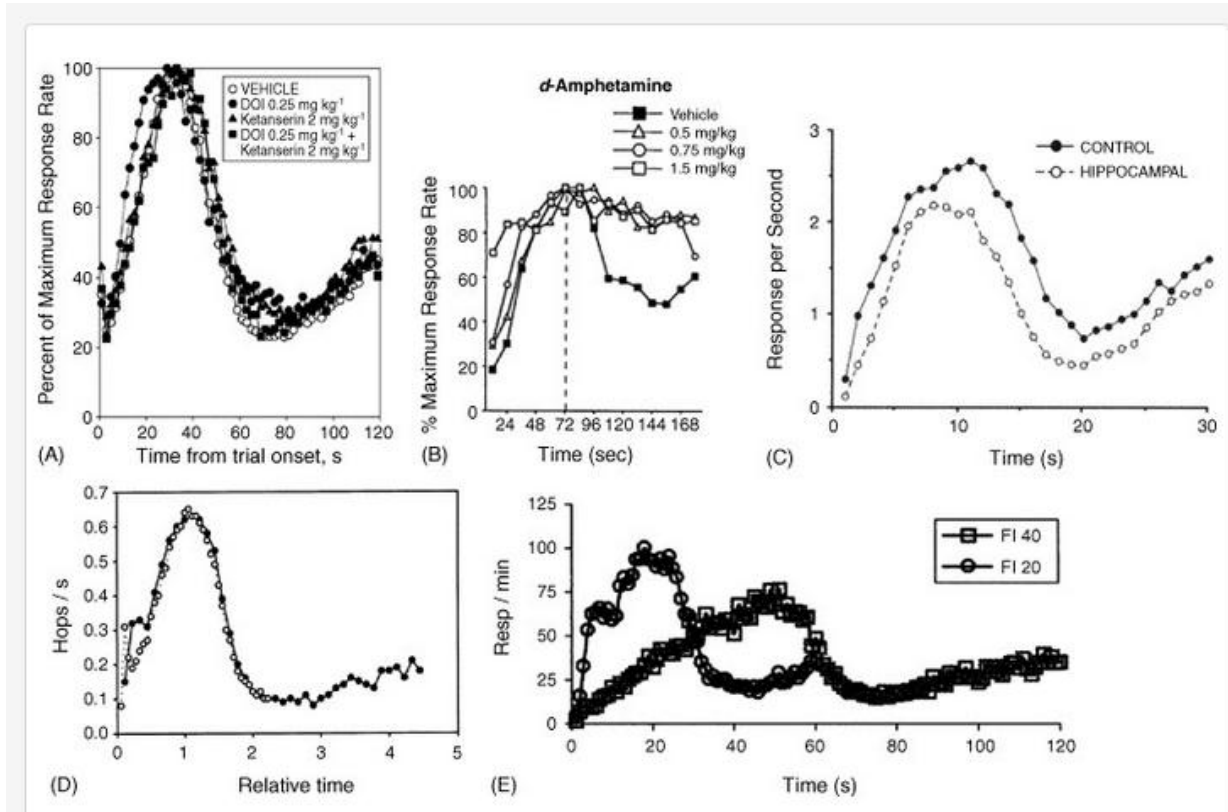 100
80
60
40
20
0
Percent of Maximum Response Rate
○ VEHICLE
● DOI 0.25 mg kg⁻¹
▲ Ketanserin 2 mg kg⁻¹
■ DOI 0.25 mg kg⁻¹ +
Ketanserin 2 mg kg⁻¹
0 20 40 60 80 100 120
Time from trial onset, s
(A)
d-Amphetamine
Vehicle
0.5 mg/kg
0.75 mg/kg
1.5 mg/kg
100
80
60
40
20
0
% Maximum Response Rate
24 48 72 96 120 144 168
Time (sec)
(B)
3
2
1
0
Response per Second
CONTROL
HIPPOCAMPAL
0 10 20 30
Time (s)
(C)
0.7
0.6
0.5
0.4
0.3
0.2
0.1
0.0
Hops / s
0 1 2 3 4 5
Relative time
(D)
125
100
75
50
25
0
Resp / min
FI 40
FI 20
0 20 40 60 80 100 120
Time (s)
(E)